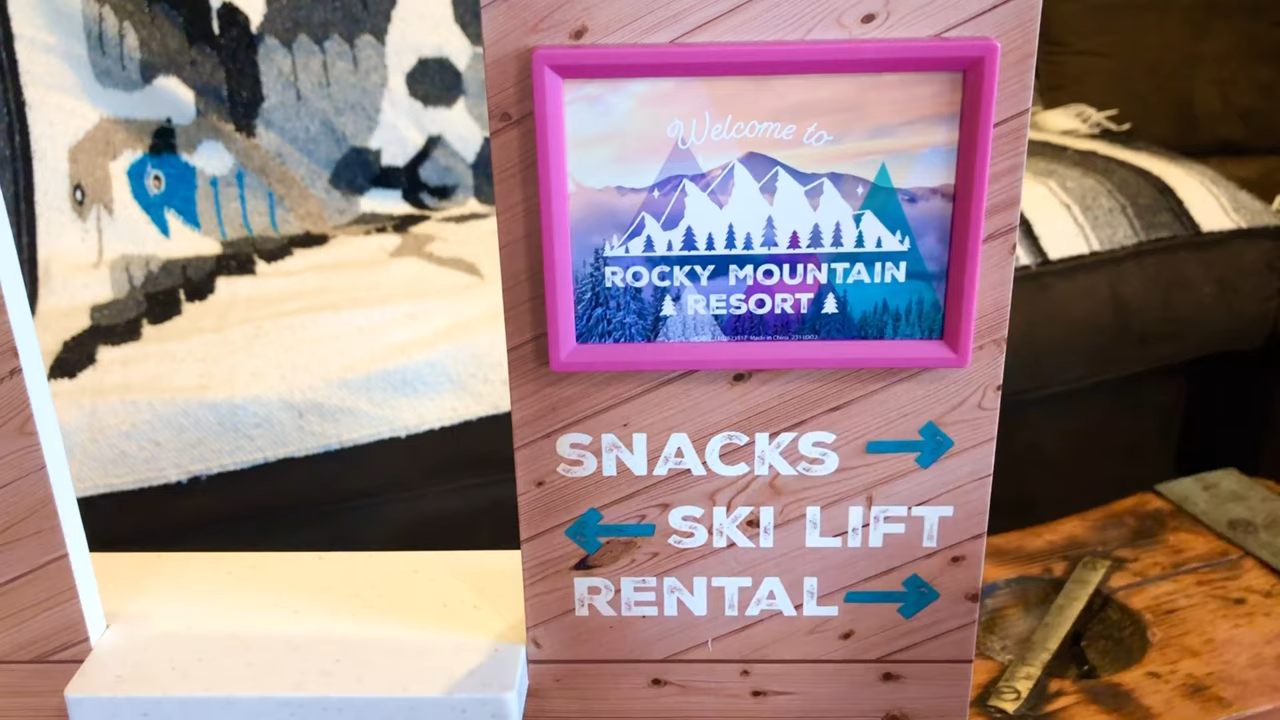 Welcome to
ROCKY MOUNTAIN
RESORT
SNACKS
SKI LIFT
RENTAL